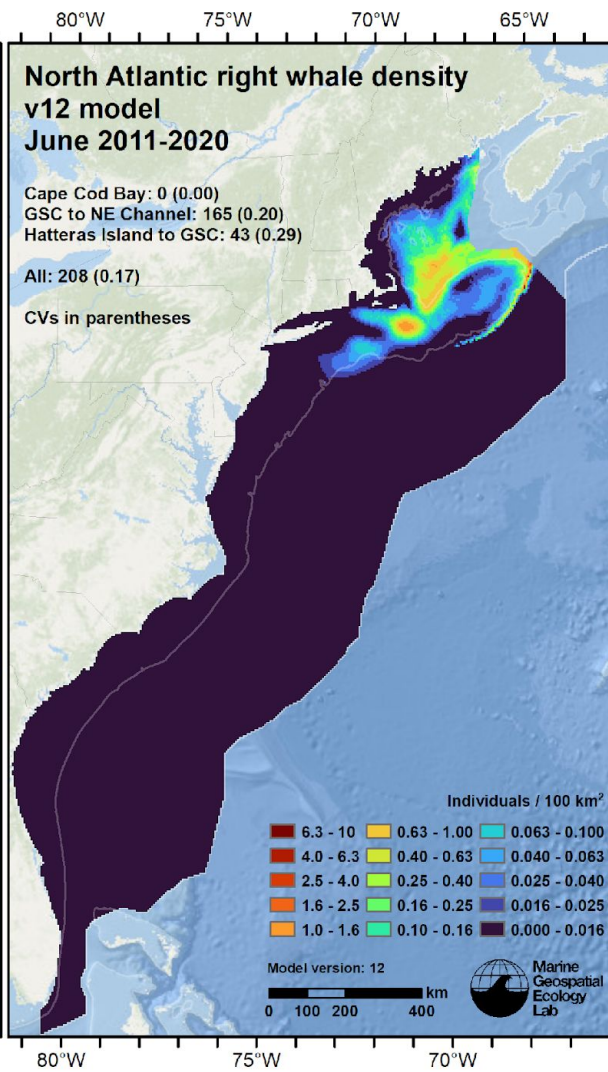 80°W 75°W 70°W 65°W
North Atlantic right whale density
v12 model
June 2011-2020
Cape Cod Bay: 0 (0.00)
GSC to NE Channel: 165 (0.20)
Hatteras Island to GSC: 43 (0.29)
All: 208 (0.17)
CVs in parentheses
Individuals / 100 km²
6.3 - 10 0.63 - 1.00 0.063 - 0.100
4.0 - 6.3 0.40 - 0.63 0.040 - 0.063
2.5 - 4.0 0.25 - 0.40 0.025 - 0.040
1.6 - 2.5 0.16 - 0.25 0.016 - 0.025
1.0 - 1.6 0.10 - 0.16 0.000 - 0.016
Model version: 12
km
0 100 200 400
Marine
Geospatial
Ecology
Lab
80°W 75°W 70°W